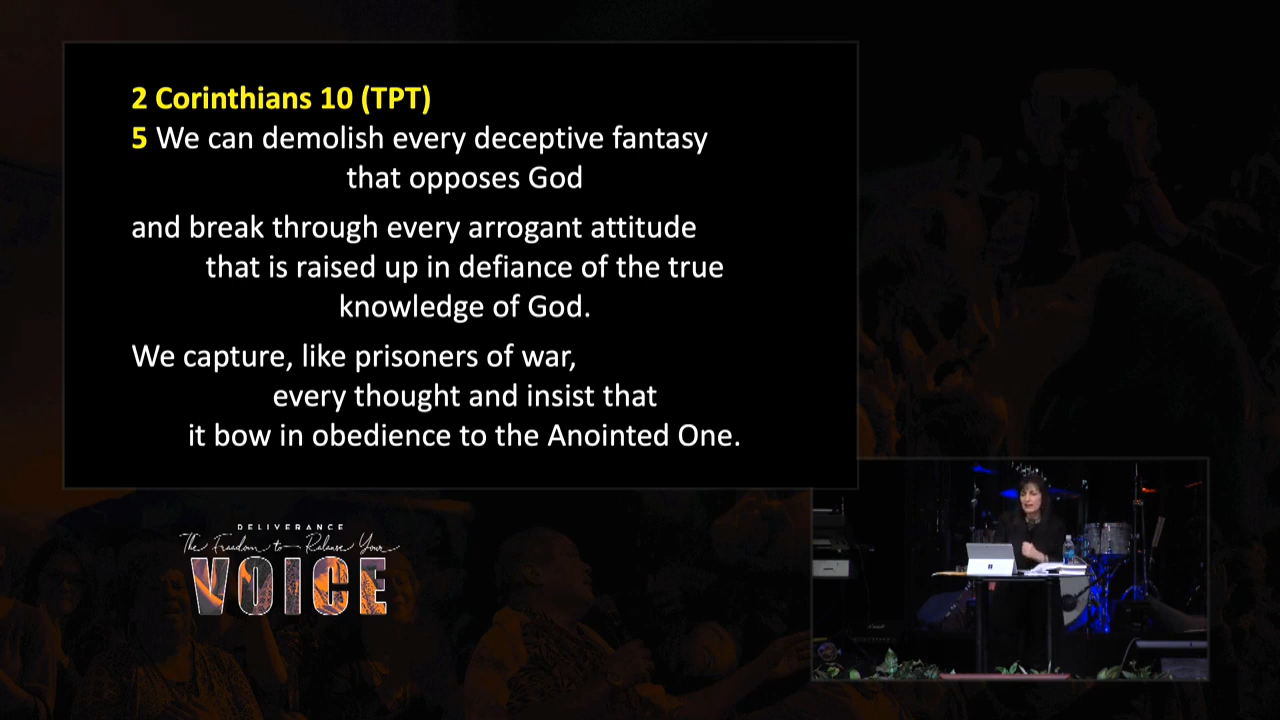 2 Corinthians 10 (TPT)
5 We can demolish every deceptive fantasy
that opposes God
and break through every arrogant attitude
that is raised up in defiance of the true
knowledge of God.
We capture, like prisoners of war,
every thought and insist that
it bow in obedience to the Anointed One.
DELIVERANCE
The Freedom to Release Your
VOICE